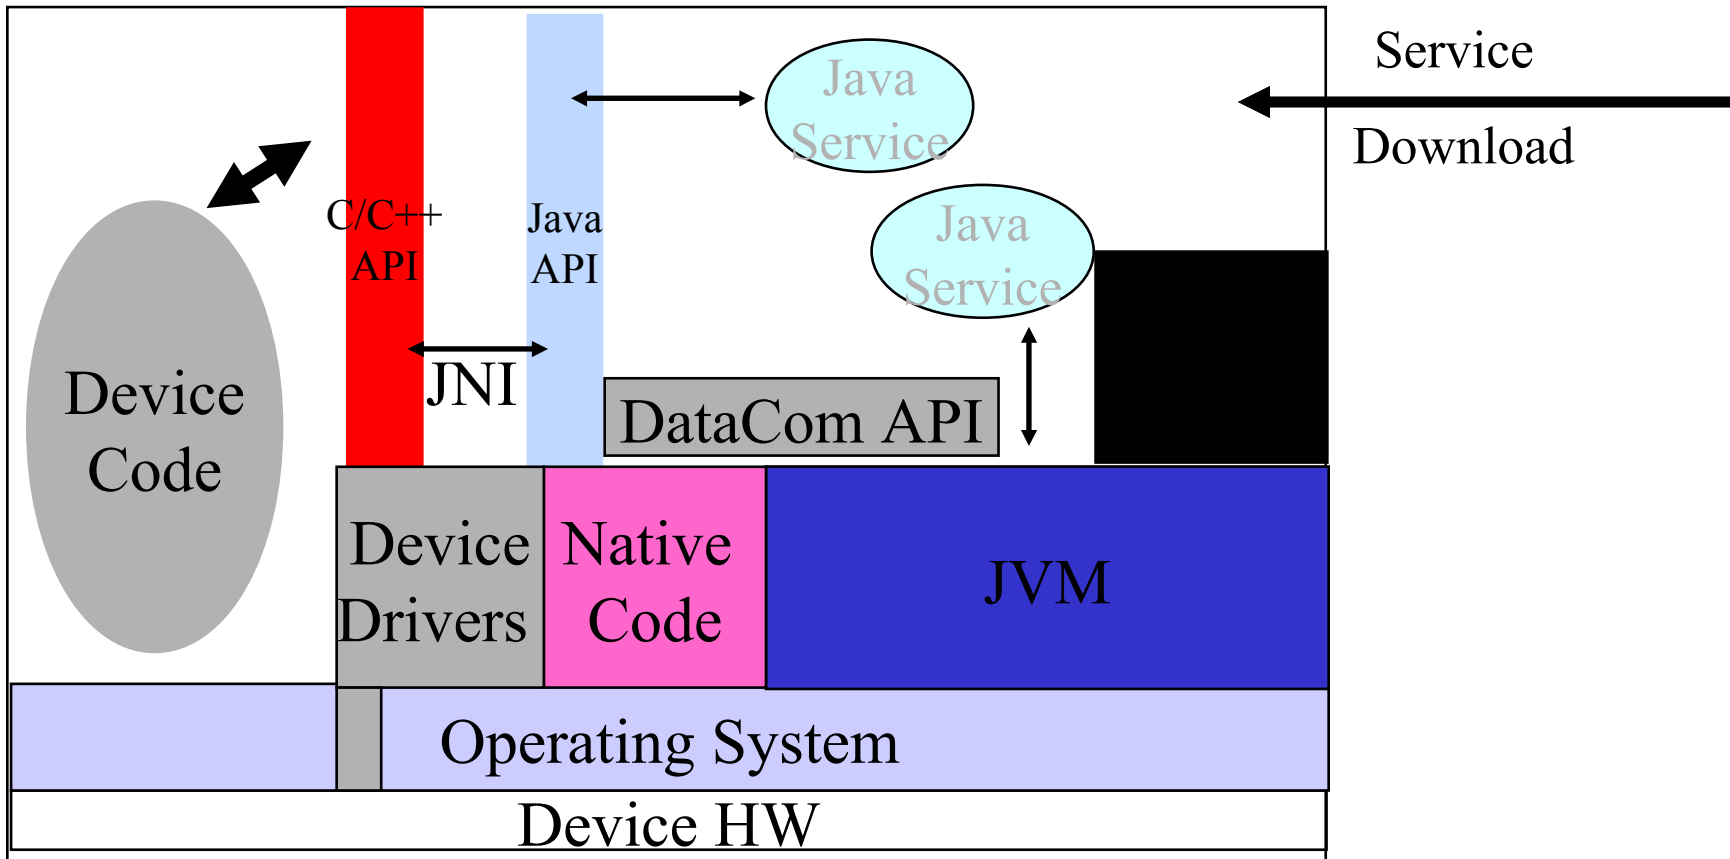 Service
Download
Java
Service
Java
Service
C/C++
API
Java
API
JNI
Device
Code
DataCom API
Device
Drivers
Native
Code
JVM
Operating System
Device HW